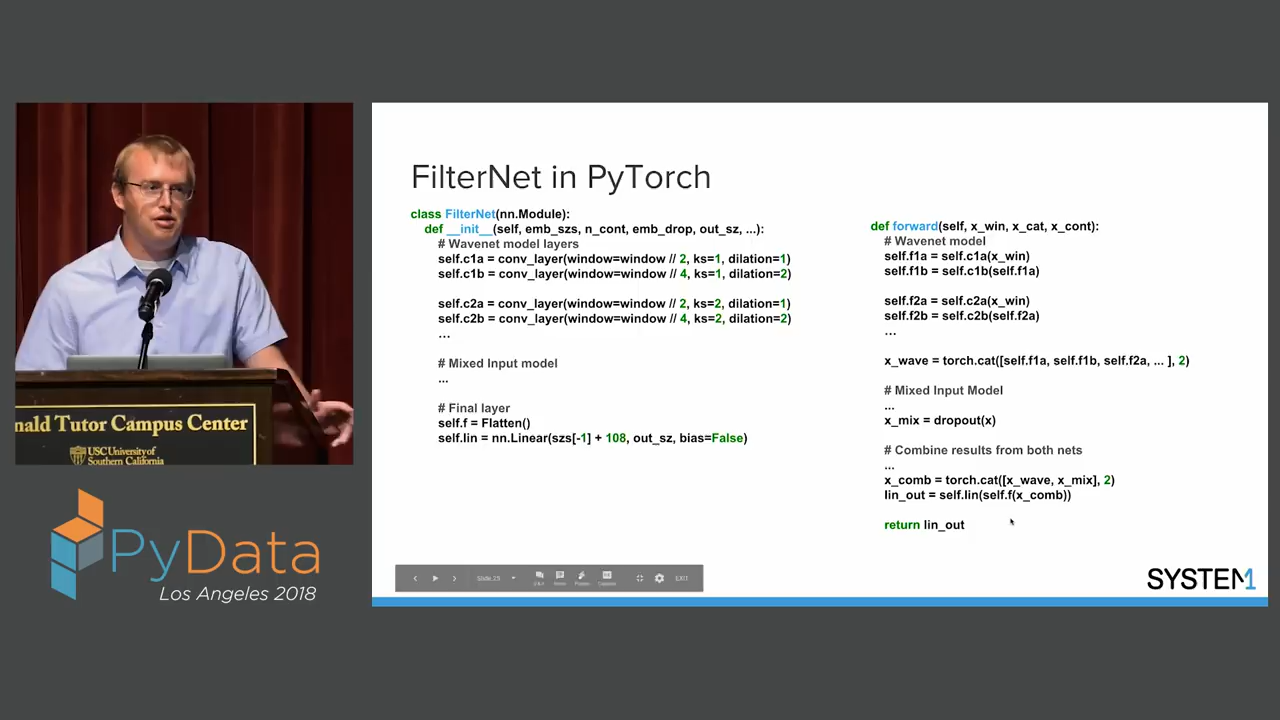 FilterNet in PyTorch
class FilterNet(nn.Module):
def __init__(self, emb_szs, n_cont, emb_drop, out_sz, ...):
# Wavenet model layers
self.c1a = conv_layer(window=window // 2, ks=1, dilation=1)
self.c1b = conv_layer(window=window // 4, ks=1, dilation=2)
self.c2a = conv_layer(window=window // 2, ks=2, dilation=1)
self.c2b = conv_layer(window=window // 4, ks=2, dilation=2)
...
# Mixed Input model
...
# Final layer
self.f = Flatten()
self.lin = nn.Linear(szs[-1] + 108, out_sz, bias=False)
def forward(self, x_win, x_cat, x_cont):
# Wavenet model
self.f1a = self.c1a(x_win)
self.f1b = self.c1b(self.f1a)
self.f2a = self.c2a(x_win)
self.f2b = self.c2b(self.f2a)
...
x_wave = torch.cat([self.f1a, self.f1b, self.f2a, ... ], 2)
# Mixed Input Model
...
x_mix = dropout(x)
# Combine results from both nets
...
x_comb = torch.cat([x_wave, x_mix], 2)
lin_out = self.lin(self.f(x_comb))
return lin_out
Slide 25
EXIT
SYSTEM1
nald Tutor Campus Center
USC University of
Southern California
PyData
Los Angeles 2018